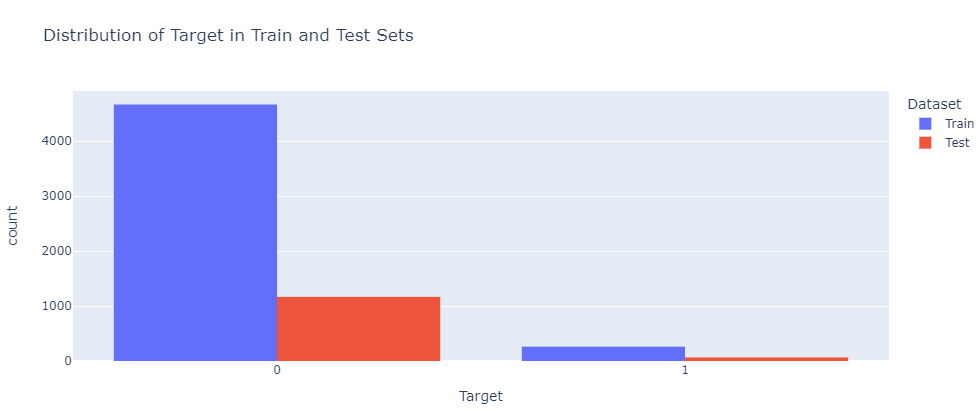 Distribution of Target in Train and Test Sets
Dataset
Train
Test
count
4000
3000
2000
1000
0
0
1
Target